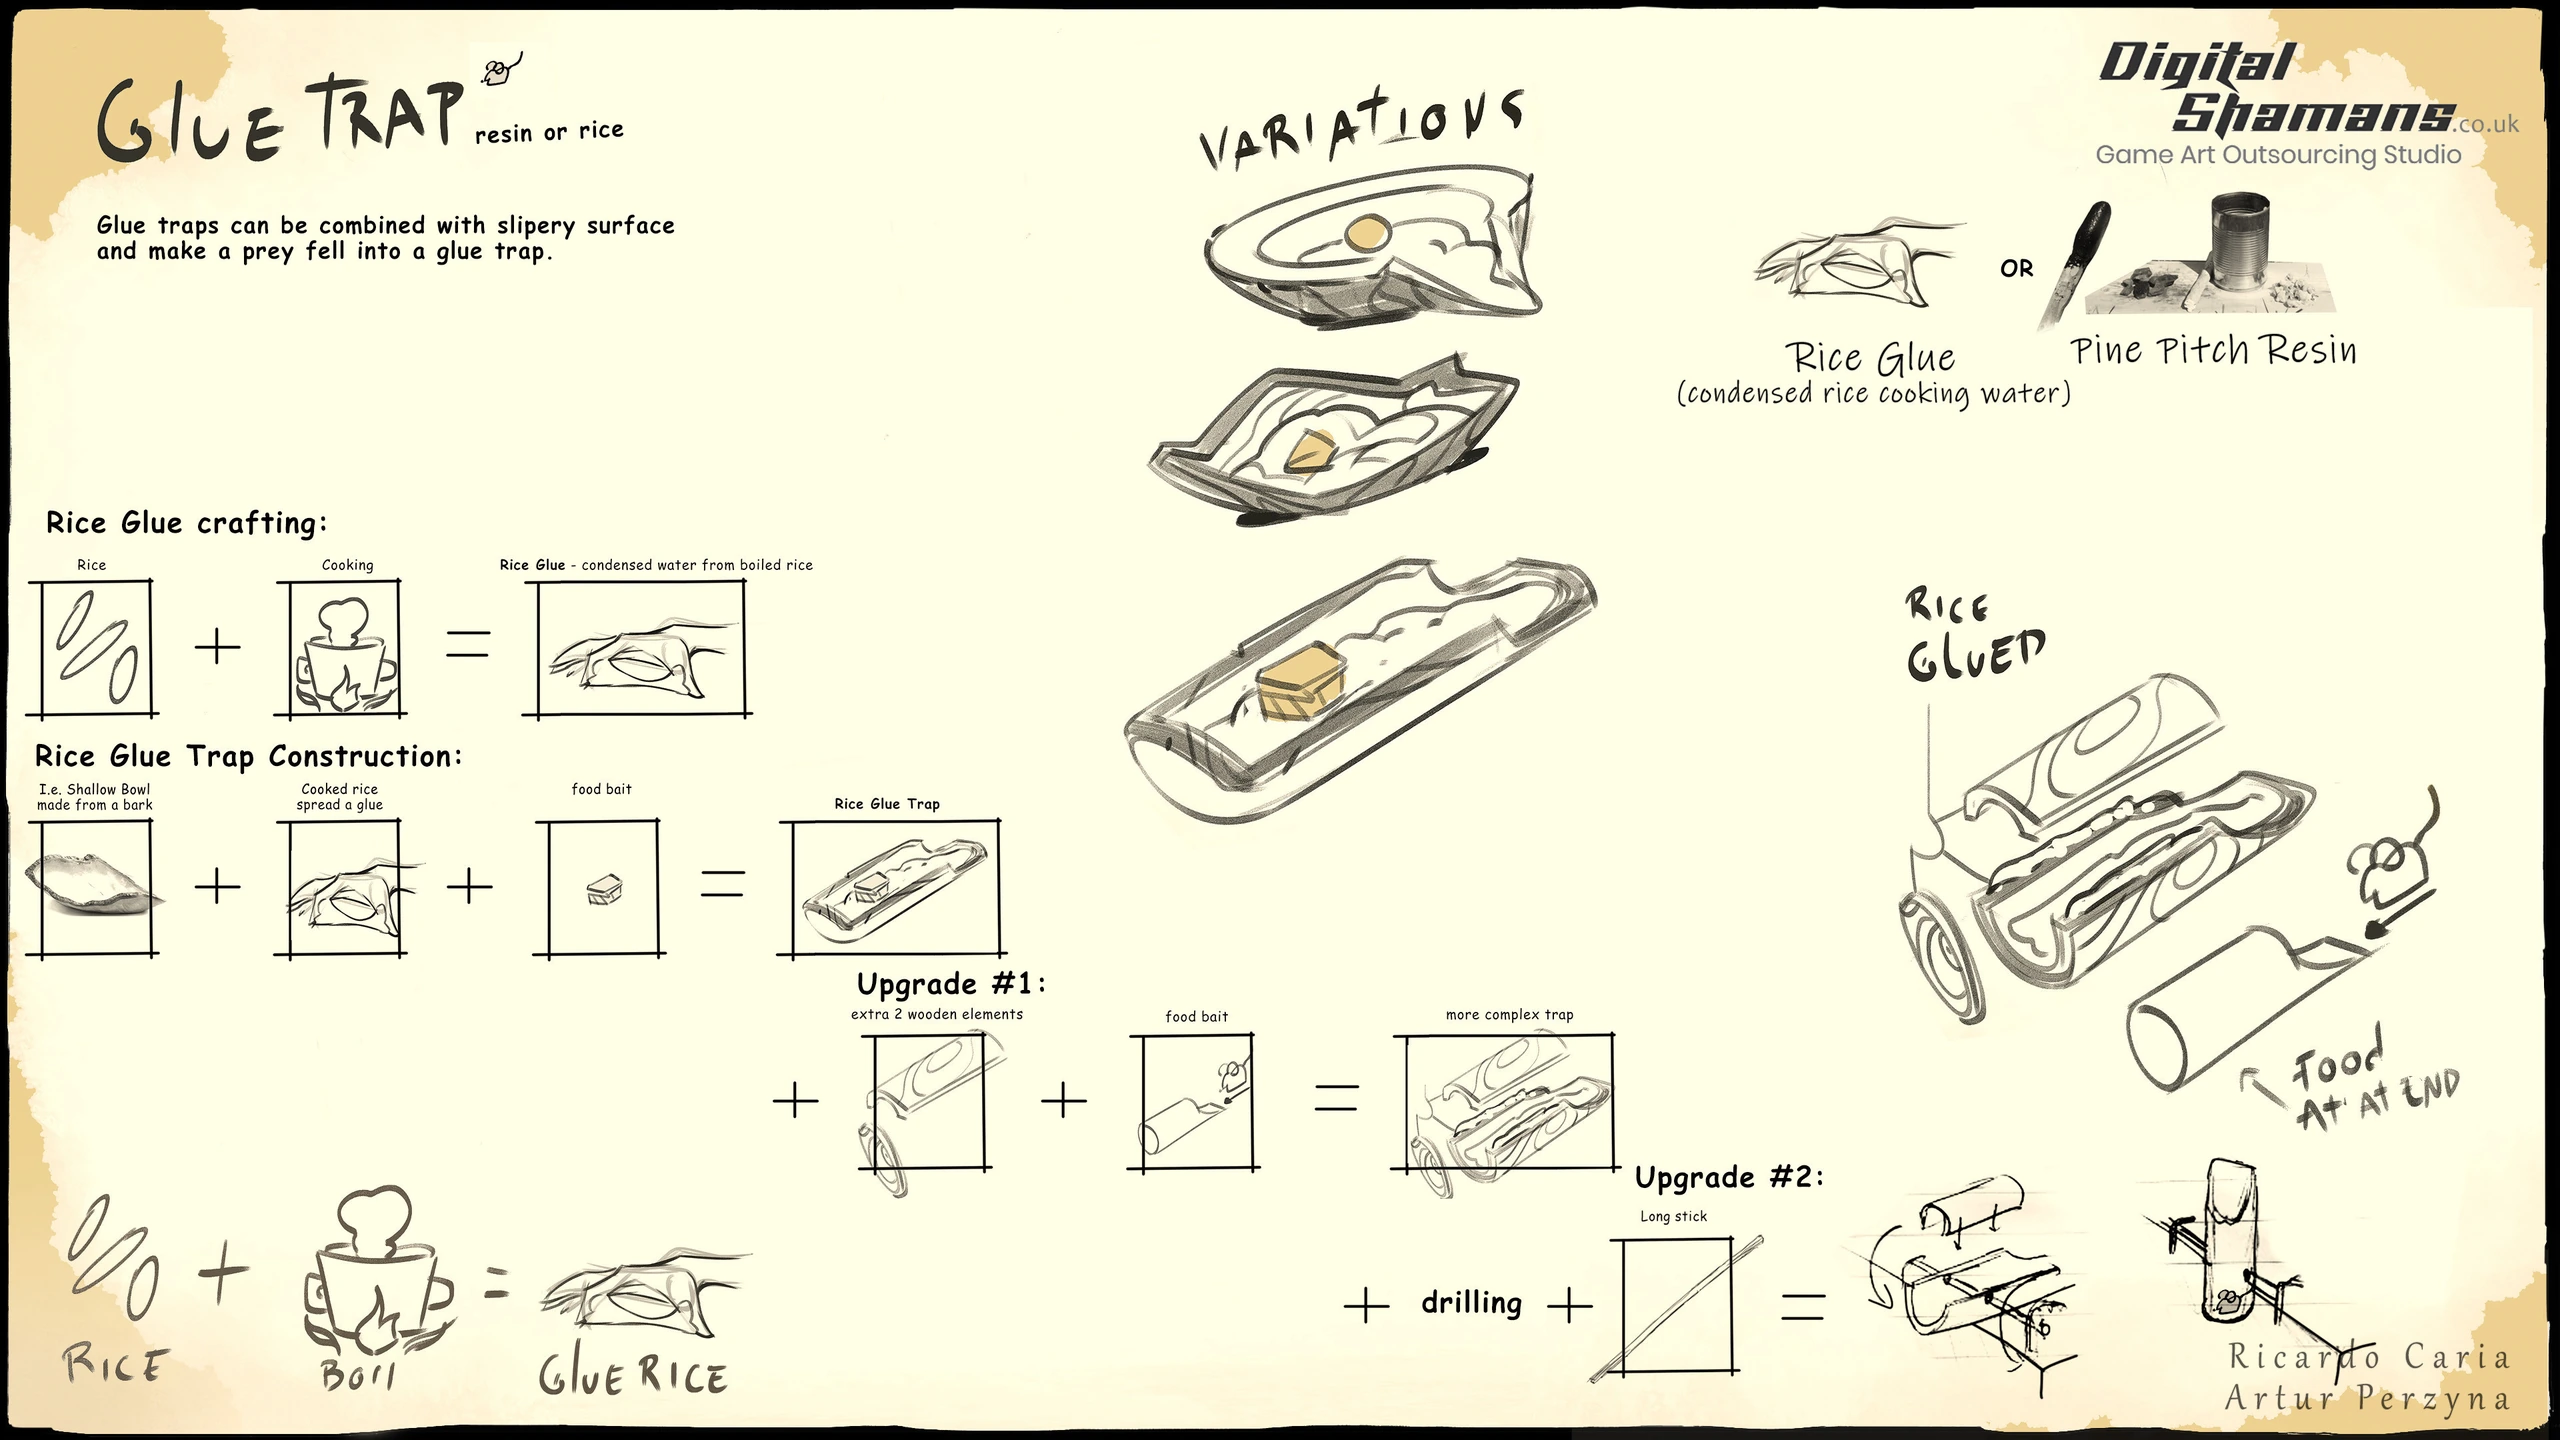 GLUE TRAP
resin or rice
Glue traps can be combined with slipery surface
and make a prey fell into a glue trap.
VARIATIONS
Digital
Shamans.co.uk
Game Art Outsourcing Studio
OR
Rice Glue
(condensed rice cooking water)
Pine Pitch Resin
Rice Glue crafting:
Rice
Cooking
Rice Glue - condensed water from boiled rice
+
=
Rice Glue Trap Construction:
I.e. Shallow Bowl
made from a bark
Cooked rice
spread a glue
food bait
Rice Glue Trap
+
+
=
RICE
GLUED
FOOD
AT AT END
Upgrade #1:
extra 2 wooden elements
food bait
more complex trap
+
+
=
Upgrade #2:
Long stick
+ drilling +
=
+
=
RICE
BOIL
GLUE RICE
Ricardo Caria
Artur Perzyna